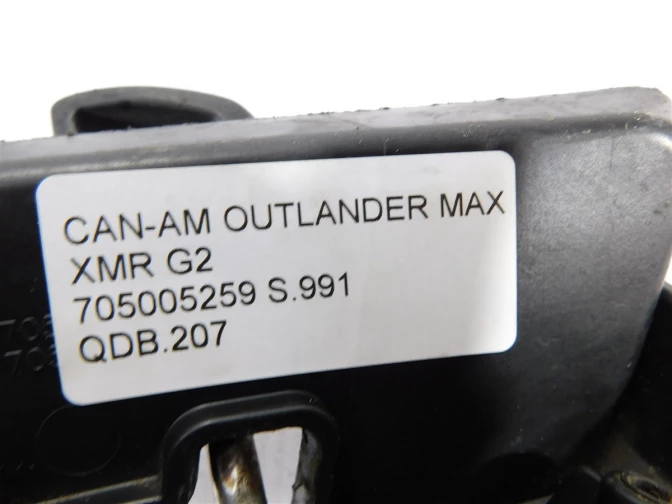 CAN-AM OUTLANDER MAX
XMR G2
705005259 S.991
QDB.207